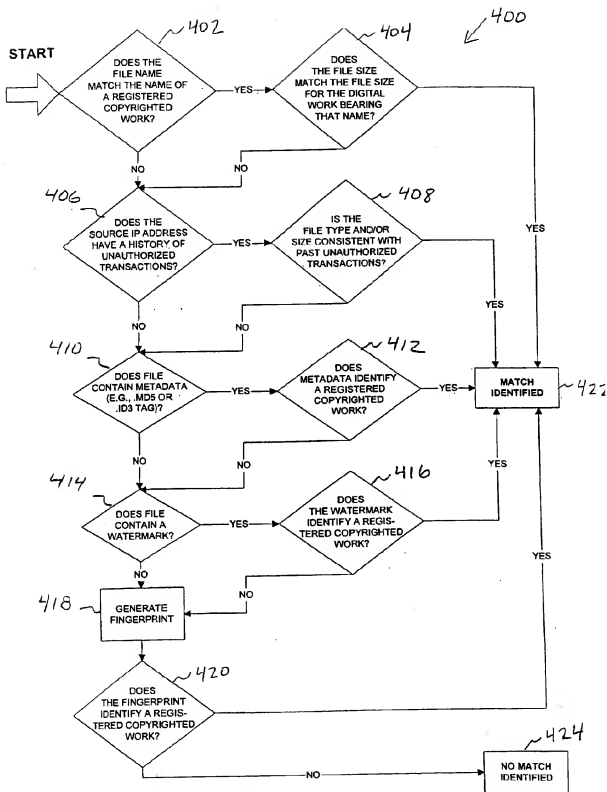 START
402
DOES THE
FILE NAME
MATCH THE NAME OF
A REGISTERED
COPYRIGHTED
WORK?
YES
404
DOES
THE FILE SIZE
MATCH THE FILE SIZE
FOR THE DIGITAL
WORK BEARING
THAT NAME?
400
NO
NO
YES
406
DOES THE
SOURCE IP ADDRESS
HAVE A HISTORY OF
UNAUTHORIZED
TRANSACTIONS?
YES
408
IS THE
FILE TYPE AND/OR
SIZE CONSISTENT WITH
PAST UNAUTHORIZED
TRANSACTIONS?
YES
NO
NO
410
DOES FILE
CONTAIN METADATA
(E.G., .MD5 OR
.ID3 TAG)?
YES
412
DOES
METADATA IDENTIFY
A REGISTERED
COPYRIGHTED
WORK?
YES
MATCH
IDENTIFIED
422
NO
NO
414
DOES FILE
CONTAIN A
WATERMARK?
YES
416
DOES
THE WATERMARK
IDENTIFY A REGIS-
TERED COPYRIGHTED
WORK?
YES
YES
NO
NO
418
GENERATE
FINGERPRINT
420
DOES
THE FINGERPRINT
IDENTIFY A REGIS-
TERED COPYRIGHTED
WORK?
NO
424
NO MATCH
IDENTIFIED